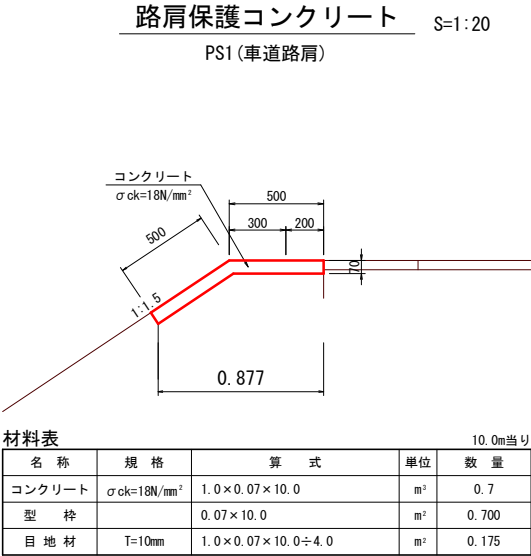 路肩保護コンクリート S=1:20
PS1(車道路肩)
コンクリート
σck=18N/mm²
500
300 200
500
70
1:1.5
0.877
材料表 10.0m当り
名 称 規 格 算 式 単位 数 量
コンクリート σck=18N/mm² 1.0×0.07×10.0 m³ 0.7
型 枠 0.07×10.0 m² 0.700
目 地 材 T=10mm 1.0×0.07×10.0÷4.0 m² 0.175